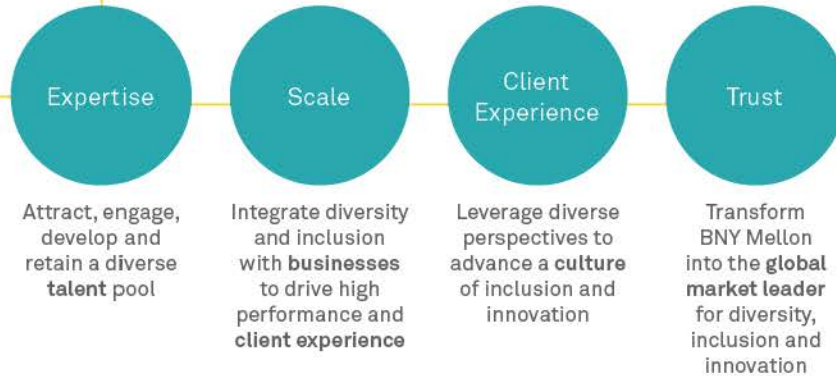 Expertise
Attract, engage,
develop and
retain a diverse
talent pool
Scale
Integrate diversity
and inclusion
with businesses
to drive high
performance and
client experience
Client
Experience
Leverage diverse
perspectives to
advance a culture
of inclusion and
innovation
Trust
Transform
BNY Mellon
into the global
market leader
for diversity,
inclusion and
innovation